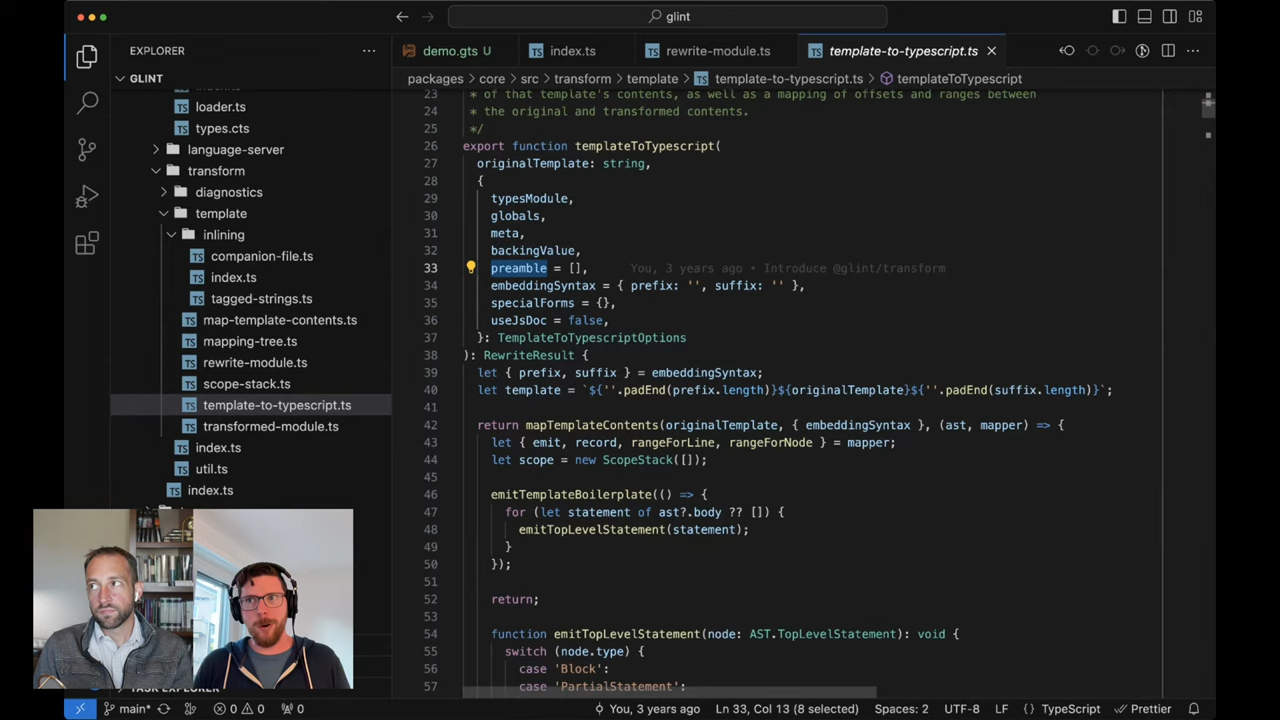 glint
EXPLORER
GLINT
loader.ts
types.cts
language-server
transform
diagnostics
template
inlining
companion-file.ts
index.ts
tagged-strings.ts
map-template-contents.ts
mapping-tree.ts
rewrite-module.ts
scope-stack.ts
template-to-typescript.ts
transformed-module.ts
index.ts
util.ts
index.ts
demo.gts U
index.ts
rewrite-module.ts
template-to-typescript.ts
packages > core > src > transform > template > template-to-typescript.ts > templateToTypescript
23 * of that template's contents, as well as a mapping of offsets and ranges between
24 * the original and transformed contents.
25 */
26 export function templateToTypescript(
27 originalTemplate: string,
28 {
29 typesModule,
30 globals,
31 meta,
32 backingValue,
33 preamble = [], You, 3 years ago • Introduce @glint/transform
34 embeddingSyntax = { prefix: '', suffix: '' },
35 specialForms = {},
36 useJsDoc = false,
37 }: TemplateToTypescriptOptions
38 ): RewriteResult {
39 let { prefix, suffix } = embeddingSyntax;
40 let template = `${''.padEnd(prefix.length)}${originalTemplate}${''.padEnd(suffix.length)}`;
41
42 return mapTemplateContents(originalTemplate, { embeddingSyntax }, (ast, mapper) => {
43 let { emit, record, rangeForLine, rangeForNode } = mapper;
44 let scope = new ScopeStack([]);
45
46 emitTemplateBoilerplate(() => {
47 for (let statement of ast?.body ?? []) {
48 emitTopLevelStatement(statement);
49 }
50 });
51
52 return;
53
54 function emitTopLevelStatement(node: AST.TopLevelStatement): void {
55 switch (node.type) {
56 case 'Block':
57 case 'PartialStatement':
main* 0 0 0 You, 3 years ago Ln 33, Col 13 (8 selected) Spaces: 2 UTF-8 LF {} TypeScript Prettier